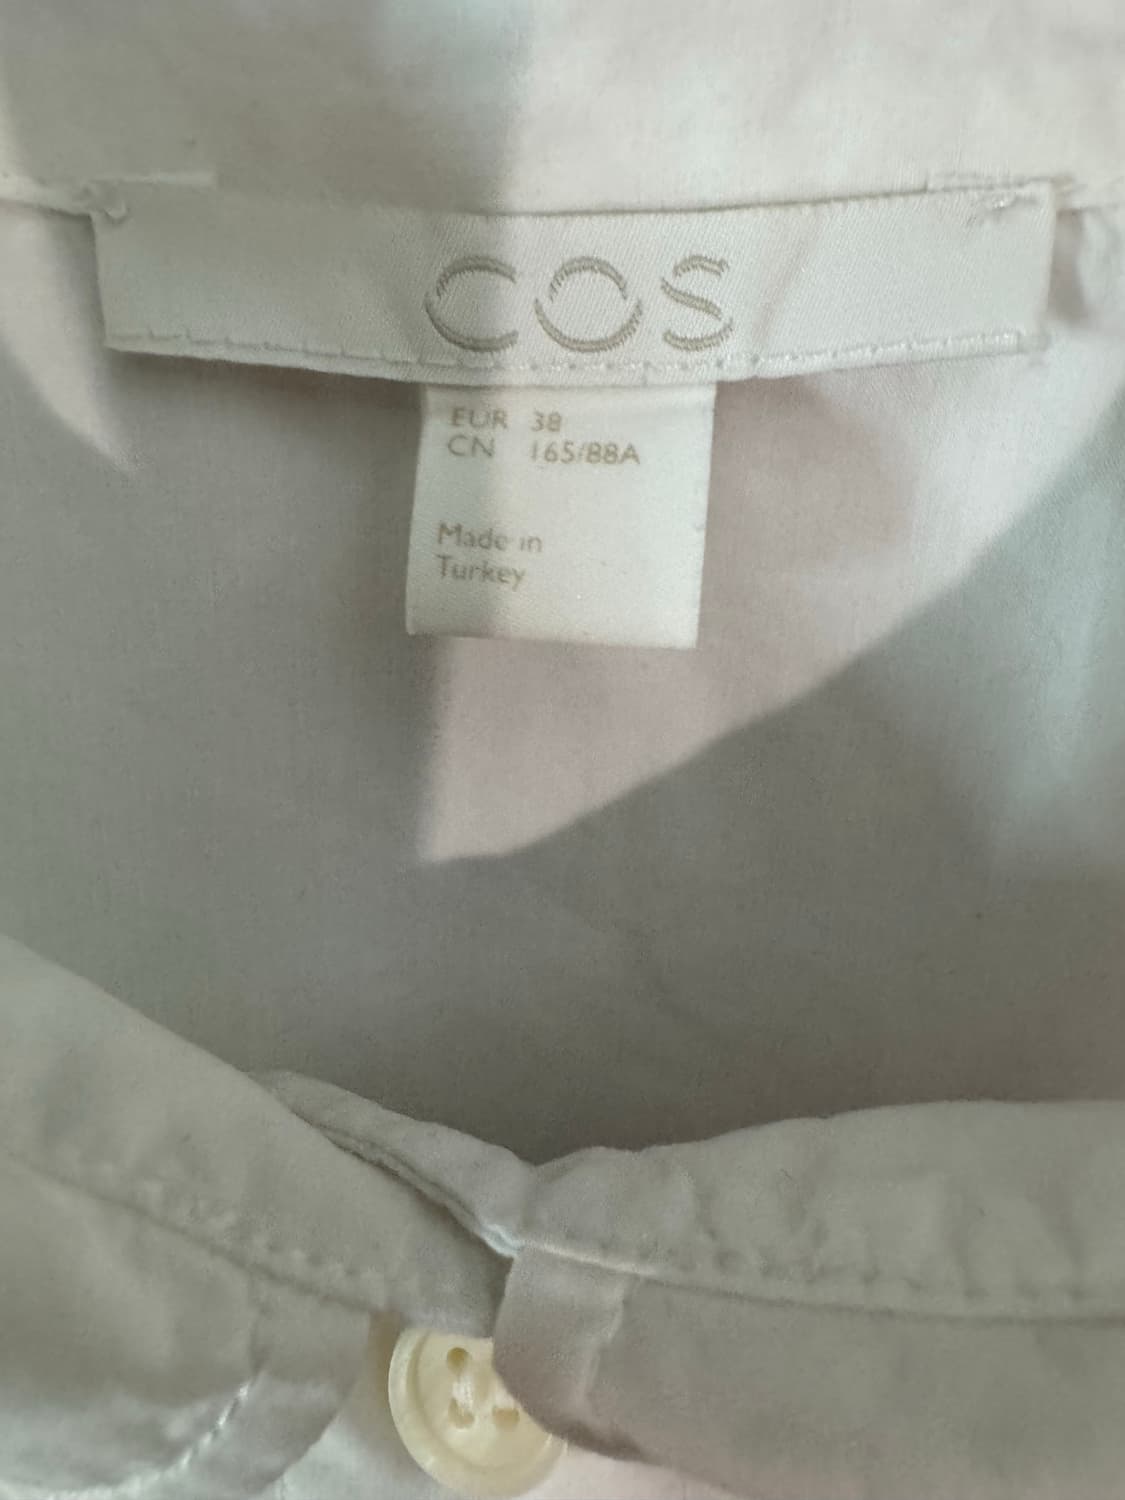 COS
EUR 38
CN 165/88A
Made in
Turkey